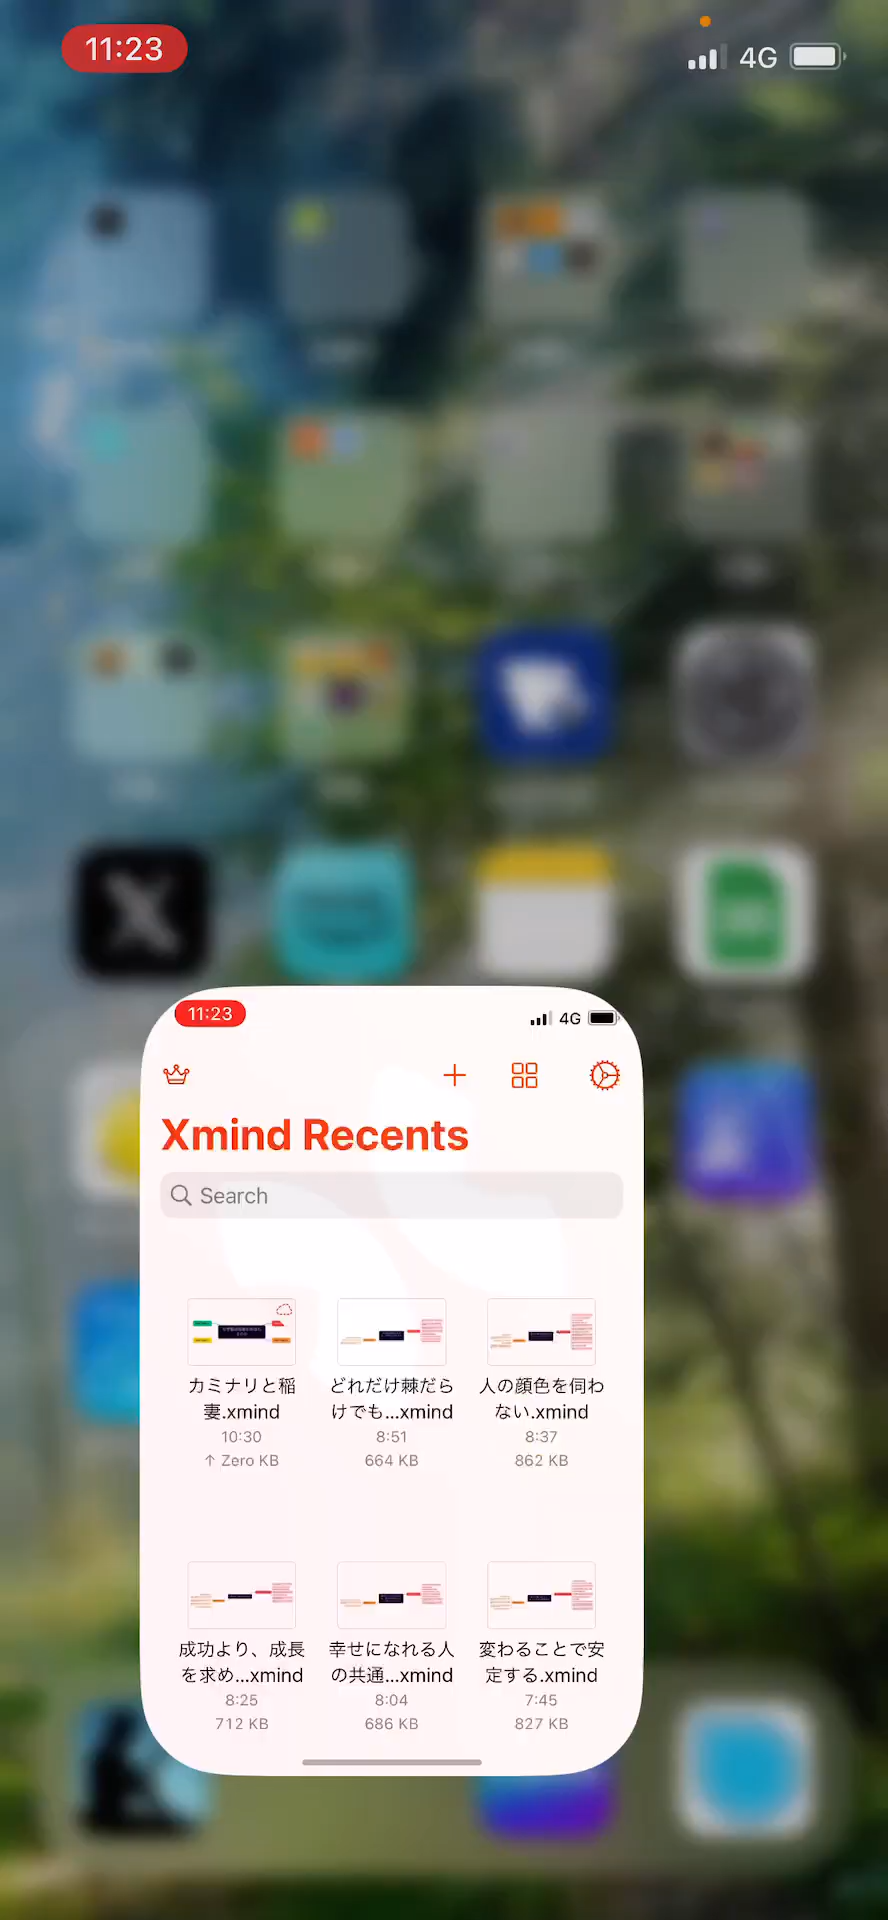 11:23
4G
11:23
4G
Xmind Recents
Search
カミナリと稲
妻.xmind
10:30
↑ Zero KB
どれだけ棘だら
けでも...xmind
8:51
664 KB
人の顔色を伺わ
ない.xmind
8:37
862 KB
成功より、成長
を求め...xmind
8:25
712 KB
幸せになれる人
の共通...xmind
8:04
686 KB
変わることで安
定する.xmind
7:45
827 KB